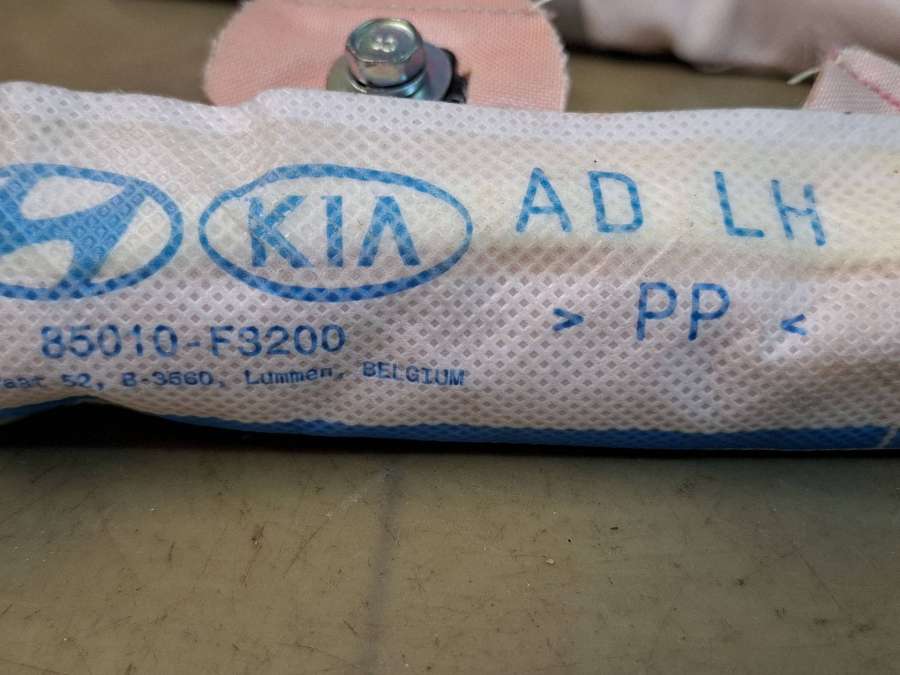 KIA AD LH
> PP <
85010-F3200
52, B-3560, Lummen, BELGIUM